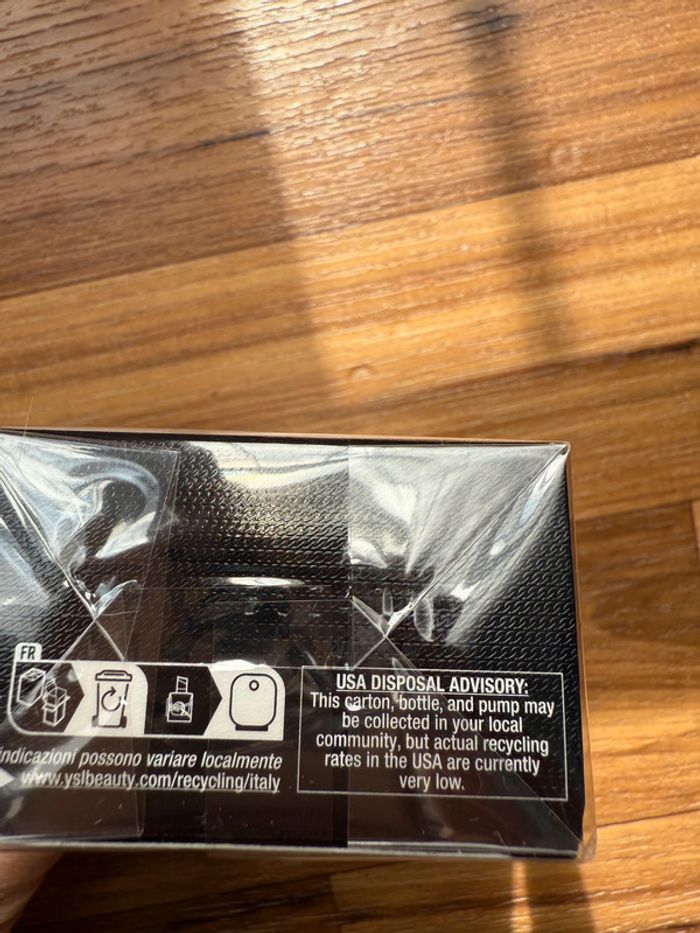 FR
indicazioni possono variare localmente
www.yslbeauty.com/recycling/italy
USA DISPOSAL ADVISORY:
This carton, bottle, and pump may
be collected in your local
community, but actual recycling
rates in the USA are currently
very low.